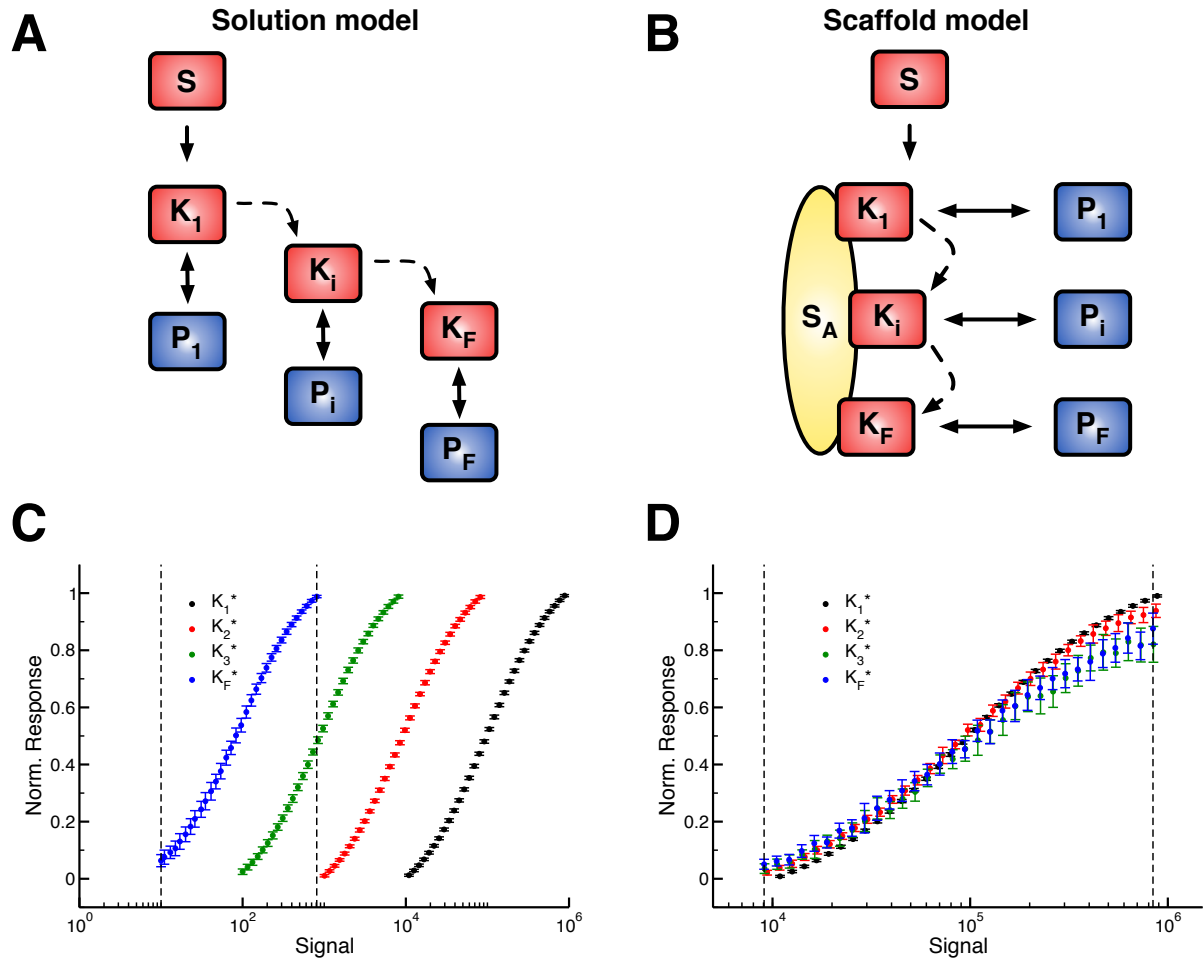 A
Solution model
S
K1
P1
Ki
Pi
KF
PF
B
Scaffold model
S
SA
K1
P1
Ki
Pi
KF
PF
C
Norm. Response
1
0.8
0.6
0.4
0.2
0
K1*
K2*
K3*
KF*
10^0
10^2
10^4
10^6
Signal
D
Norm. Response
1
0.8
0.6
0.4
0.2
0
K1*
K2*
K3*
KF*
10^4
10^5
10^6
Signal